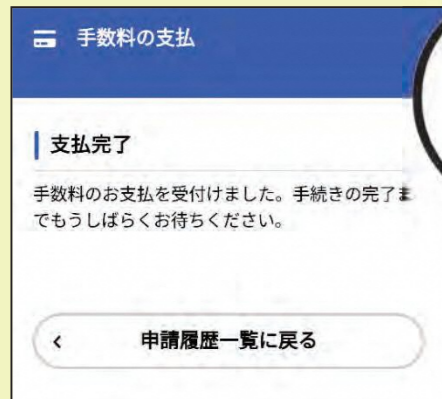 手数料の支払
支払完了
手数料のお支払を受付けました。手続きの完了ま
でもうしばらくお待ちください。
申請履歴一覧に戻る